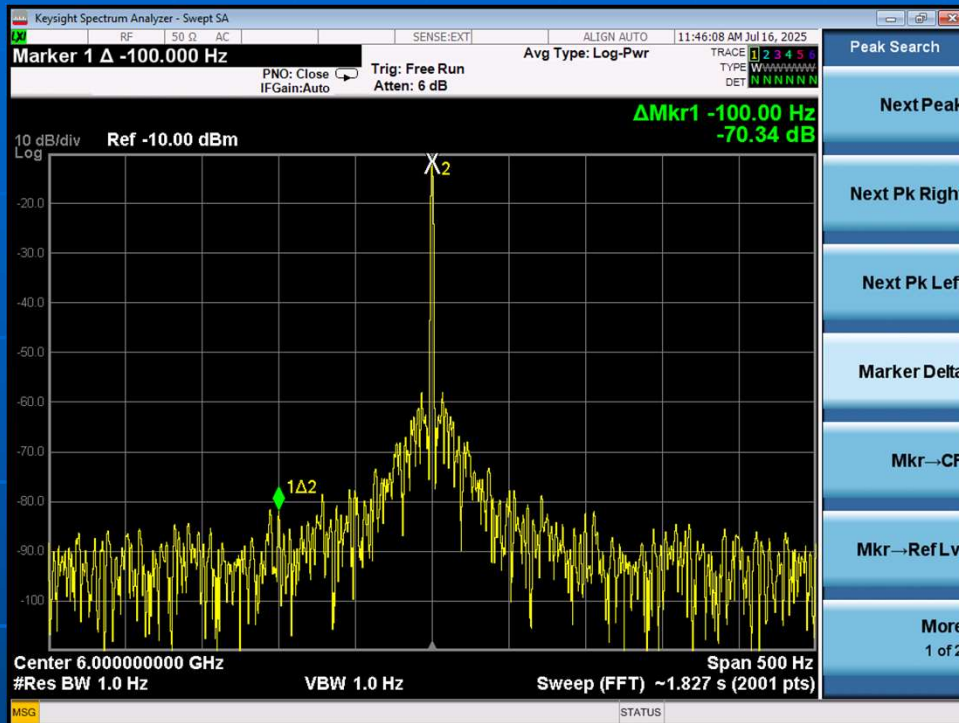 Keysight Spectrum Analyzer - Swept SA
LXI RF 50 Ω AC SENSE:EXT ALIGN AUTO 11:46:08 AM Jul 16, 2025
Marker 1 Δ -100.000 Hz
PNO: Close
IFGain:Auto
Trig: Free Run
Atten: 6 dB
Avg Type: Log-Pwr
TRACE 1 2 3 4 5 6
TYPE WWWWWW
DET N N N N N N
ΔMkr1 -100.00 Hz
-70.34 dB
10 dB/div Ref -10.00 dBm
Log
X2
-20.0
-30.0
-40.0
-50.0
-60.0
-70.0
1Δ2
-80.0
-90.0
-100
Center 6.000000000 GHz Span 500 Hz
#Res BW 1.0 Hz VBW 1.0 Hz Sweep (FFT) ~1.827 s (2001 pts)
MSG STATUS
Peak Search
Next Peak
Next Pk Righ
Next Pk Lef
Marker Delta
Mkr→CF
Mkr→Ref Lv
More
1 of 2